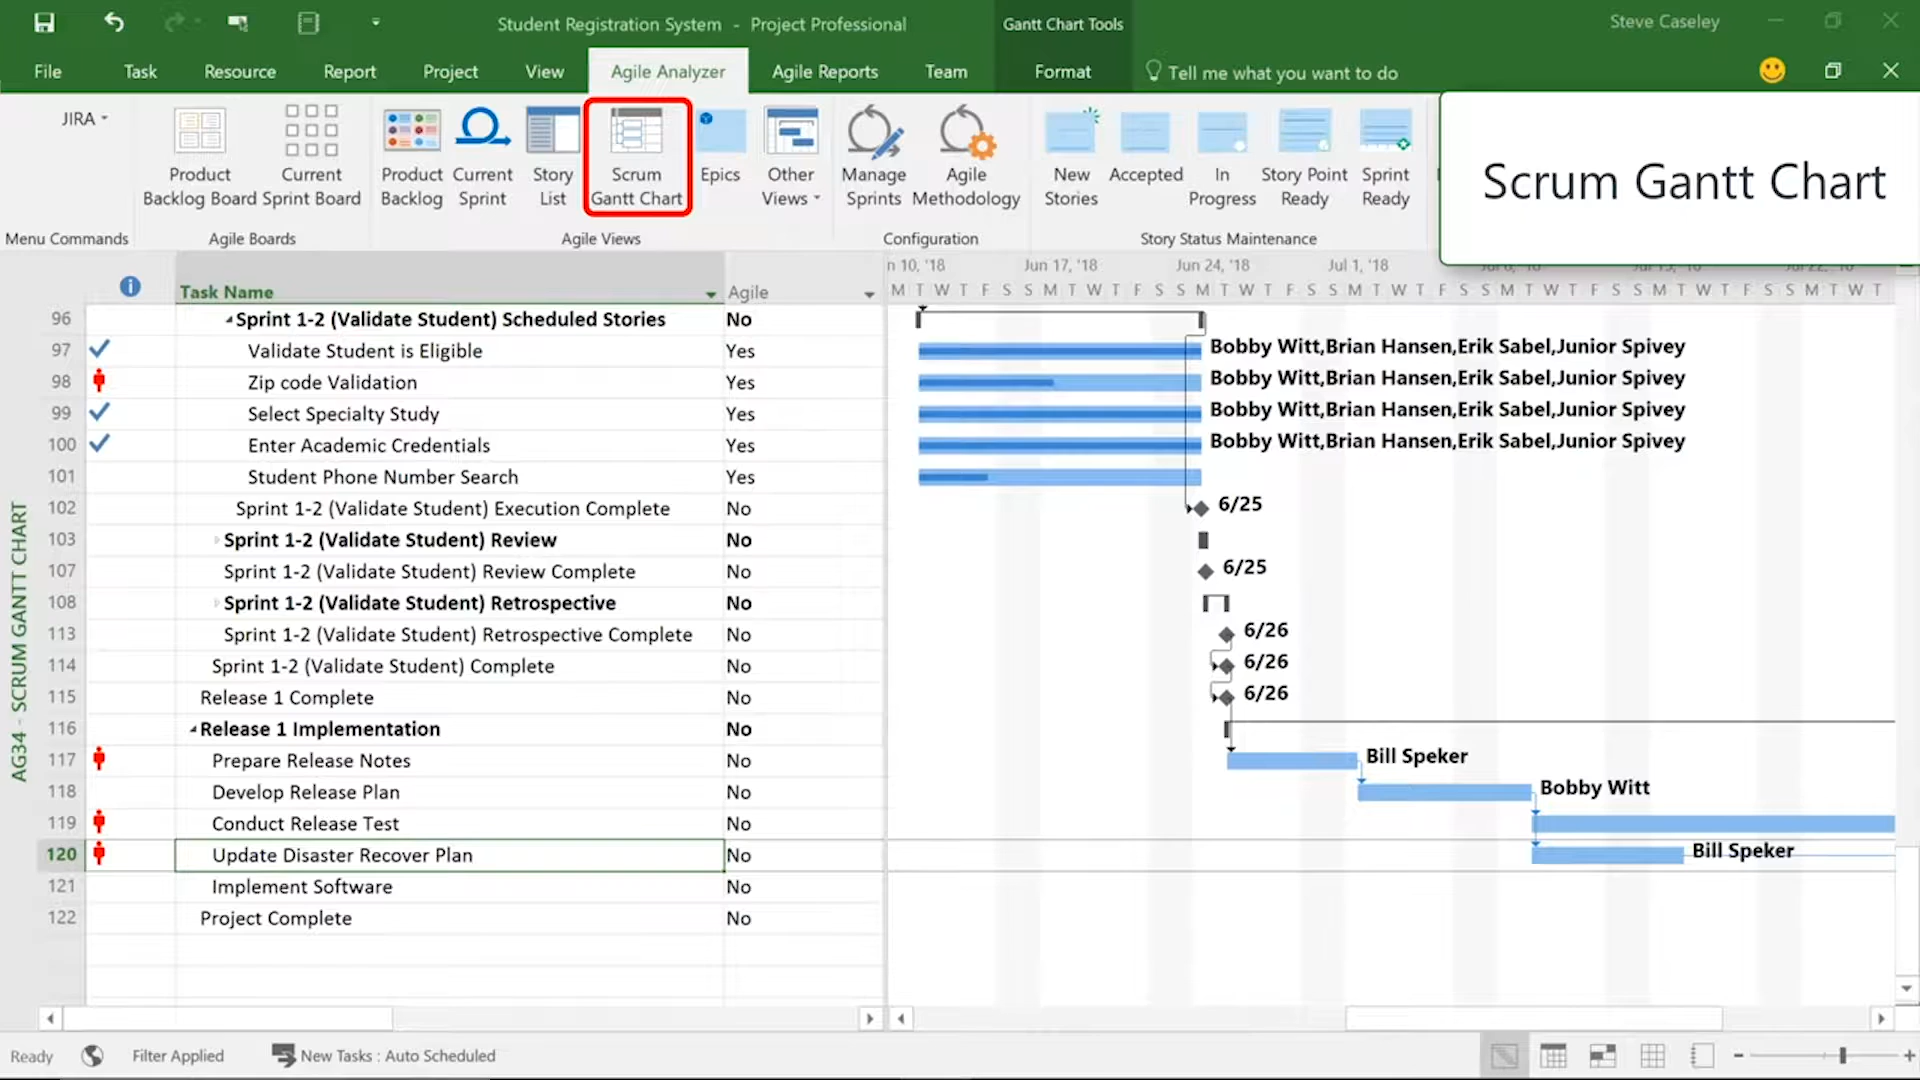 Student Registration System - Project Professional
Gantt Chart Tools
Steve Caseley
File Task Resource Report Project View Agile Analyzer Agile Reports Team Format Tell me what you want to do
JIRA
Product Backlog Board
Current Sprint Board
Product Backlog
Current Sprint
Story List
Scrum Gantt Chart
Epics
Other Views
Manage Sprints
Agile Methodology
New Stories
Accepted
In Progress
Story Point Ready
Sprint Ready
Scrum Gantt Chart
Menu Commands Agile Boards Agile Views Configuration Story Status Maintenance
n 10, '18 Jun 17, '18 Jun 24, '18 Jul 1, '18
Task Name Agile
M T W T F S S M T W T F S S M T W T F S S M T W T F S S M T W T F S S M T W T F S S M T W T
96 Sprint 1-2 (Validate Student) Scheduled Stories No
97 Validate Student is Eligible Yes Bobby Witt,Brian Hansen,Erik Sabel,Junior Spivey
98 Zip code Validation Yes Bobby Witt,Brian Hansen,Erik Sabel,Junior Spivey
99 Select Specialty Study Yes Bobby Witt,Brian Hansen,Erik Sabel,Junior Spivey
100 Enter Academic Credentials Yes Bobby Witt,Brian Hansen,Erik Sabel,Junior Spivey
101 Student Phone Number Search Yes
102 Sprint 1-2 (Validate Student) Execution Complete No 6/25
103 Sprint 1-2 (Validate Student) Review No
107 Sprint 1-2 (Validate Student) Review Complete No 6/25
108 Sprint 1-2 (Validate Student) Retrospective No
113 Sprint 1-2 (Validate Student) Retrospective Complete No 6/26
114 Sprint 1-2 (Validate Student) Complete No 6/26
115 Release 1 Complete No 6/26
116 Release 1 Implementation No
117 Prepare Release Notes No Bill Speker
118 Develop Release Plan No Bobby Witt
119 Conduct Release Test No
120 Update Disaster Recover Plan No Bill Speker
121 Implement Software No
122 Project Complete No
AG34 - SCRUM GANTT CHART
Ready Filter Applied New Tasks : Auto Scheduled